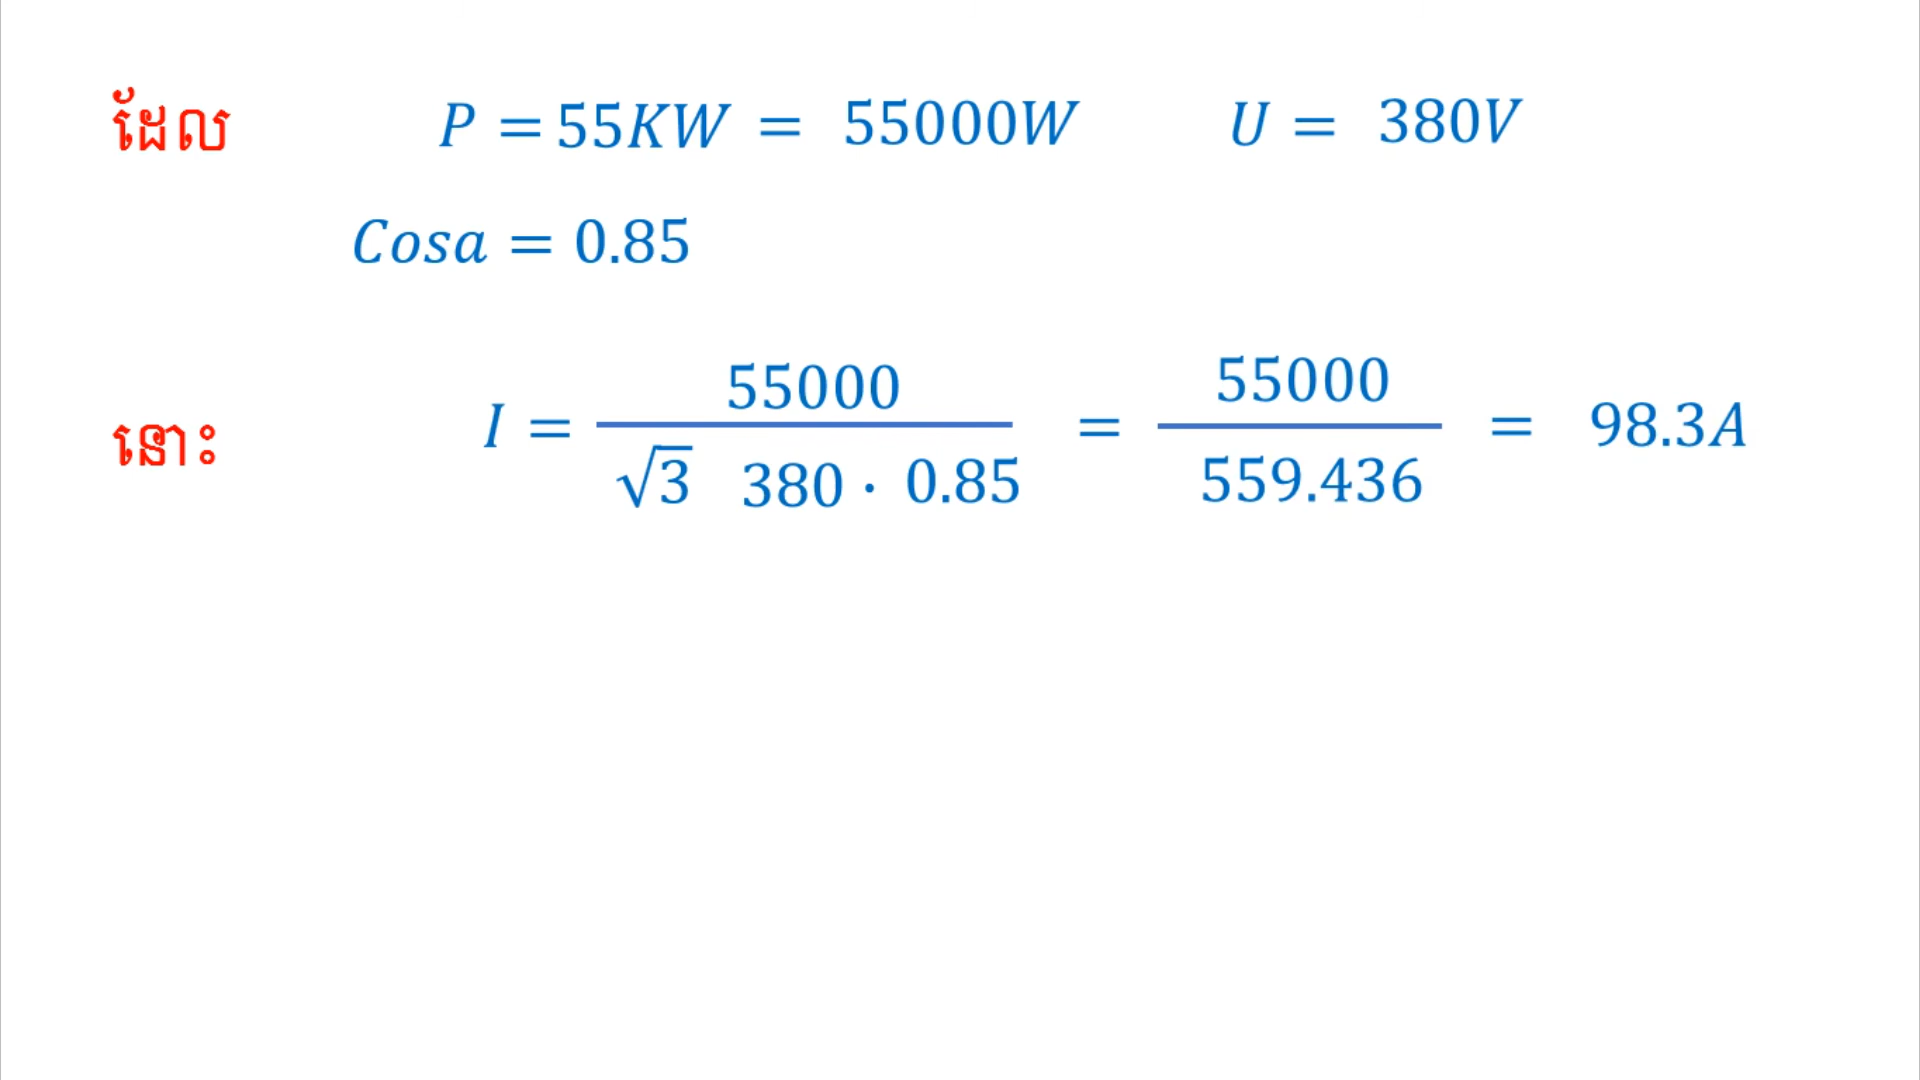 ដែល P = 55KW = 55000W U = 380V
Cosa = 0.85
នោះ I = 55000 / √3 380 · 0.85 = 55000 / 559.436 = 98.3A